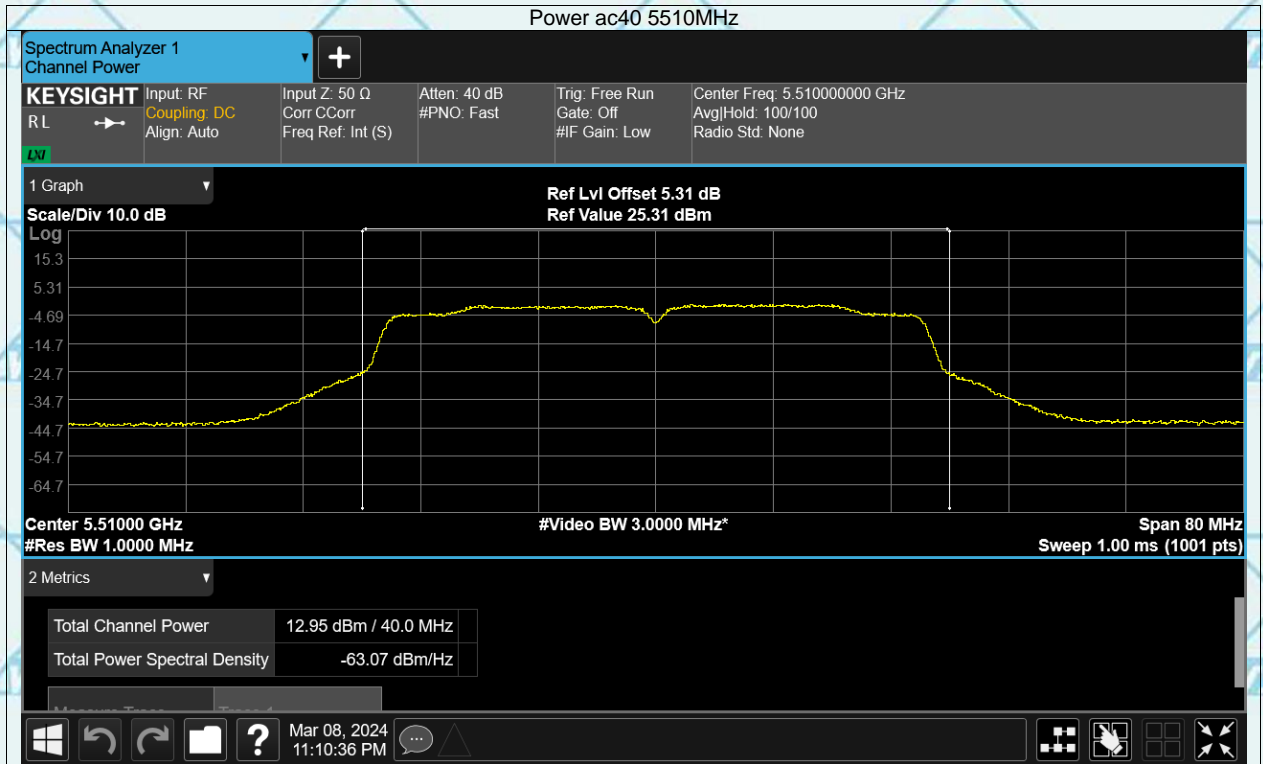 Power ac40 5510MHz
Spectrum Analyzer 1
Channel Power
KEYSIGHT
R L
LXI
Input: RF
Coupling: DC
Align: Auto
Input Z: 50 Ω
Corr CCorr
Freq Ref: Int (S)
Atten: 40 dB
#PNO: Fast
Trig: Free Run
Gate: Off
#IF Gain: Low
Center Freq: 5.510000000 GHz
Avg|Hold: 100/100
Radio Std: None
1 Graph
Ref Lvl Offset 5.31 dB
Scale/Div 10.0 dB
Ref Value 25.31 dBm
Log
15.3
5.31
-4.69
-14.7
-24.7
-34.7
-44.7
-54.7
-64.7
Center 5.51000 GHz
#Video BW 3.0000 MHz*
Span 80 MHz
#Res BW 1.0000 MHz
Sweep 1.00 ms (1001 pts)
2 Metrics
Total Channel Power 12.95 dBm / 40.0 MHz
Total Power Spectral Density -63.07 dBm/Hz
?
Mar 08, 2024
11:10:36 PM